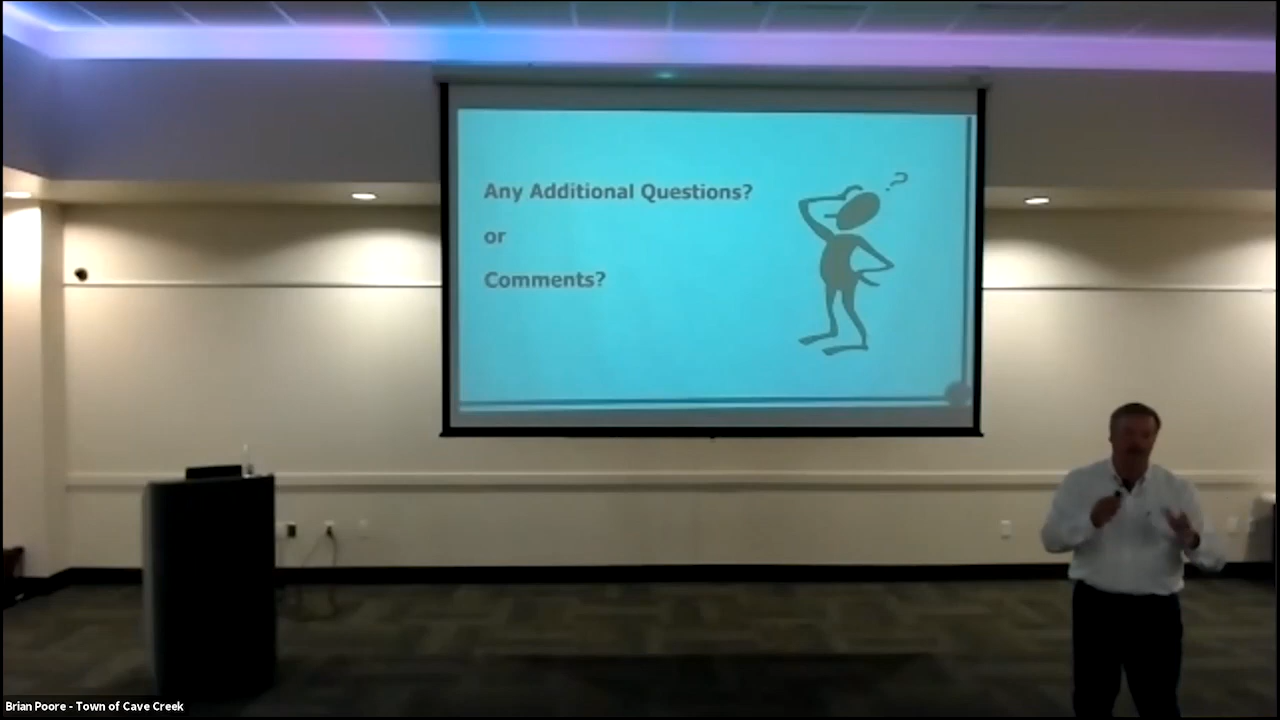 Any Additional Questions?
or
Comments?
?
Brian Poore - Town of Cave Creek